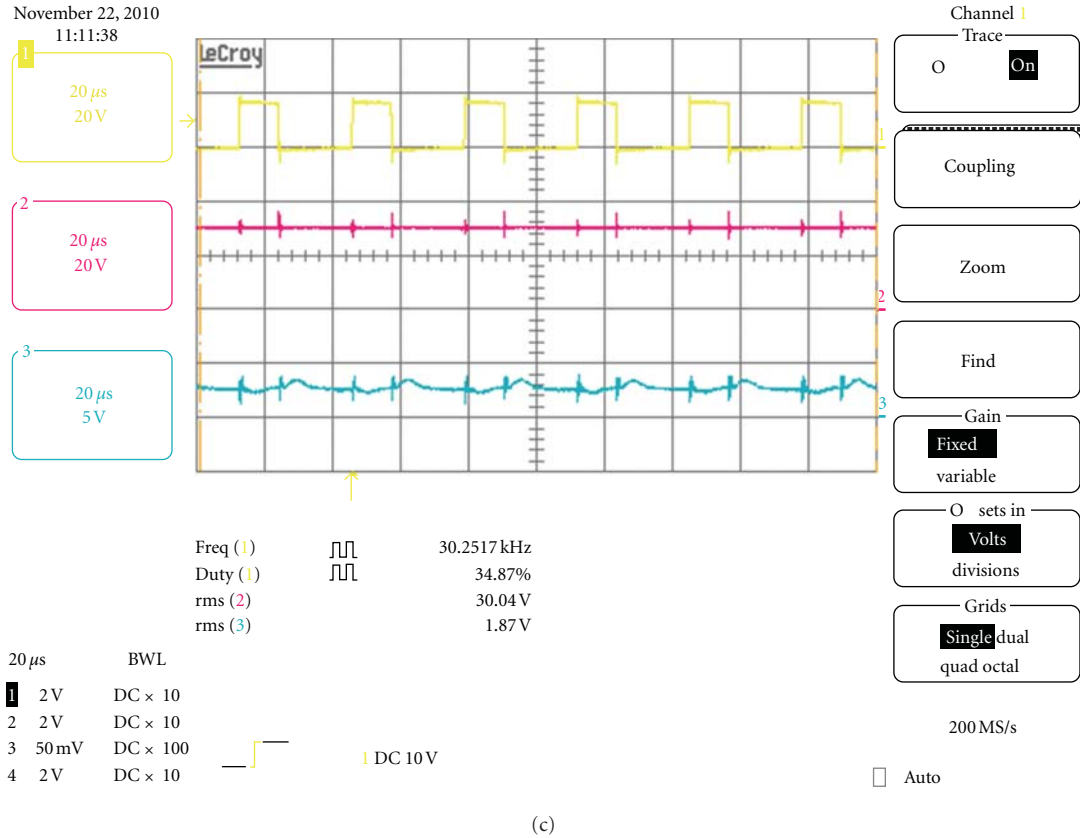 November 22, 2010
11:11:38
1
20 µs
20 V
2
20 µs
20 V
3
20 µs
5 V
LeCroy
1
2
3
Channel 1
Trace
O On
Coupling
Zoom
Find
Gain
Fixed
variable
O sets in
Volts
divisions
Grids
Single dual
quad octal
200 MS/s
Auto
Freq (1) 30.2517 kHz
Duty (1) 34.87%
rms (2) 30.04 V
rms (3) 1.87 V
20 µs BWL
1 2 V DC × 10
2 2 V DC × 10
3 50 mV DC × 100
4 2 V DC × 10
1 DC 10 V
(c)